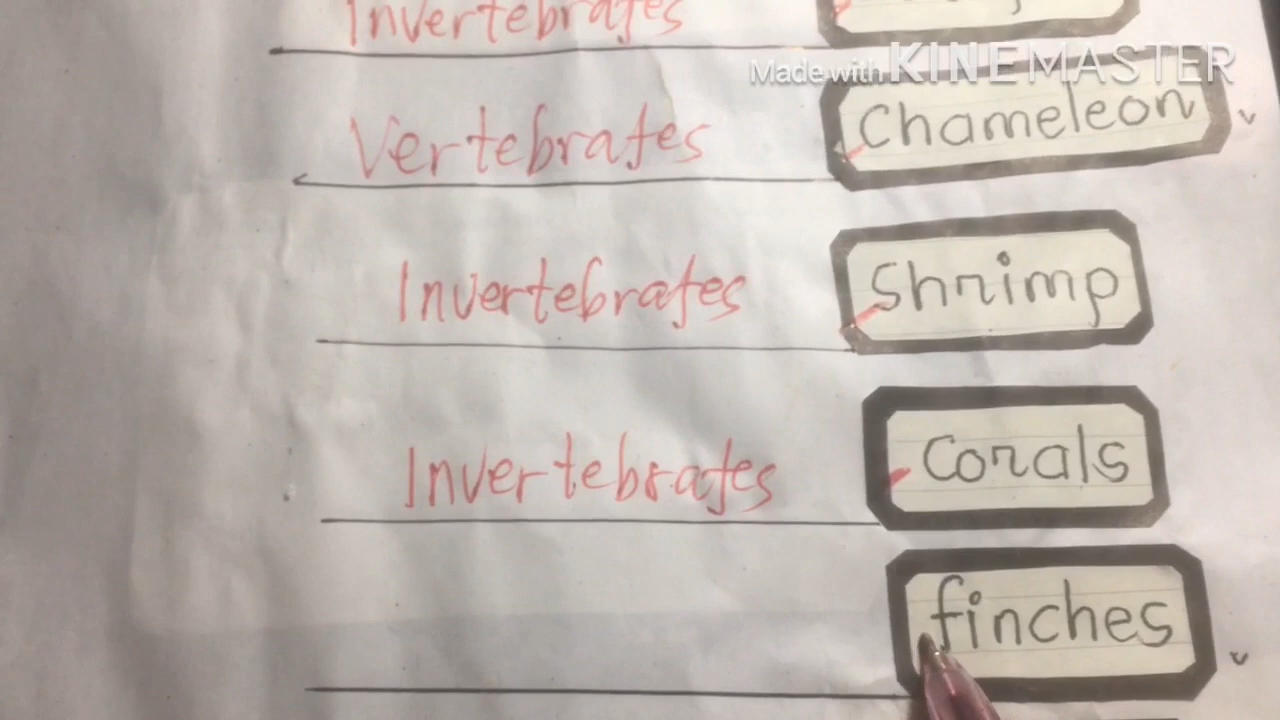 Invertebrates
Made with KINEMASTER
Vertebrates Chameleon
Invertebrates Shrimp
Invertebrates Corals
finches